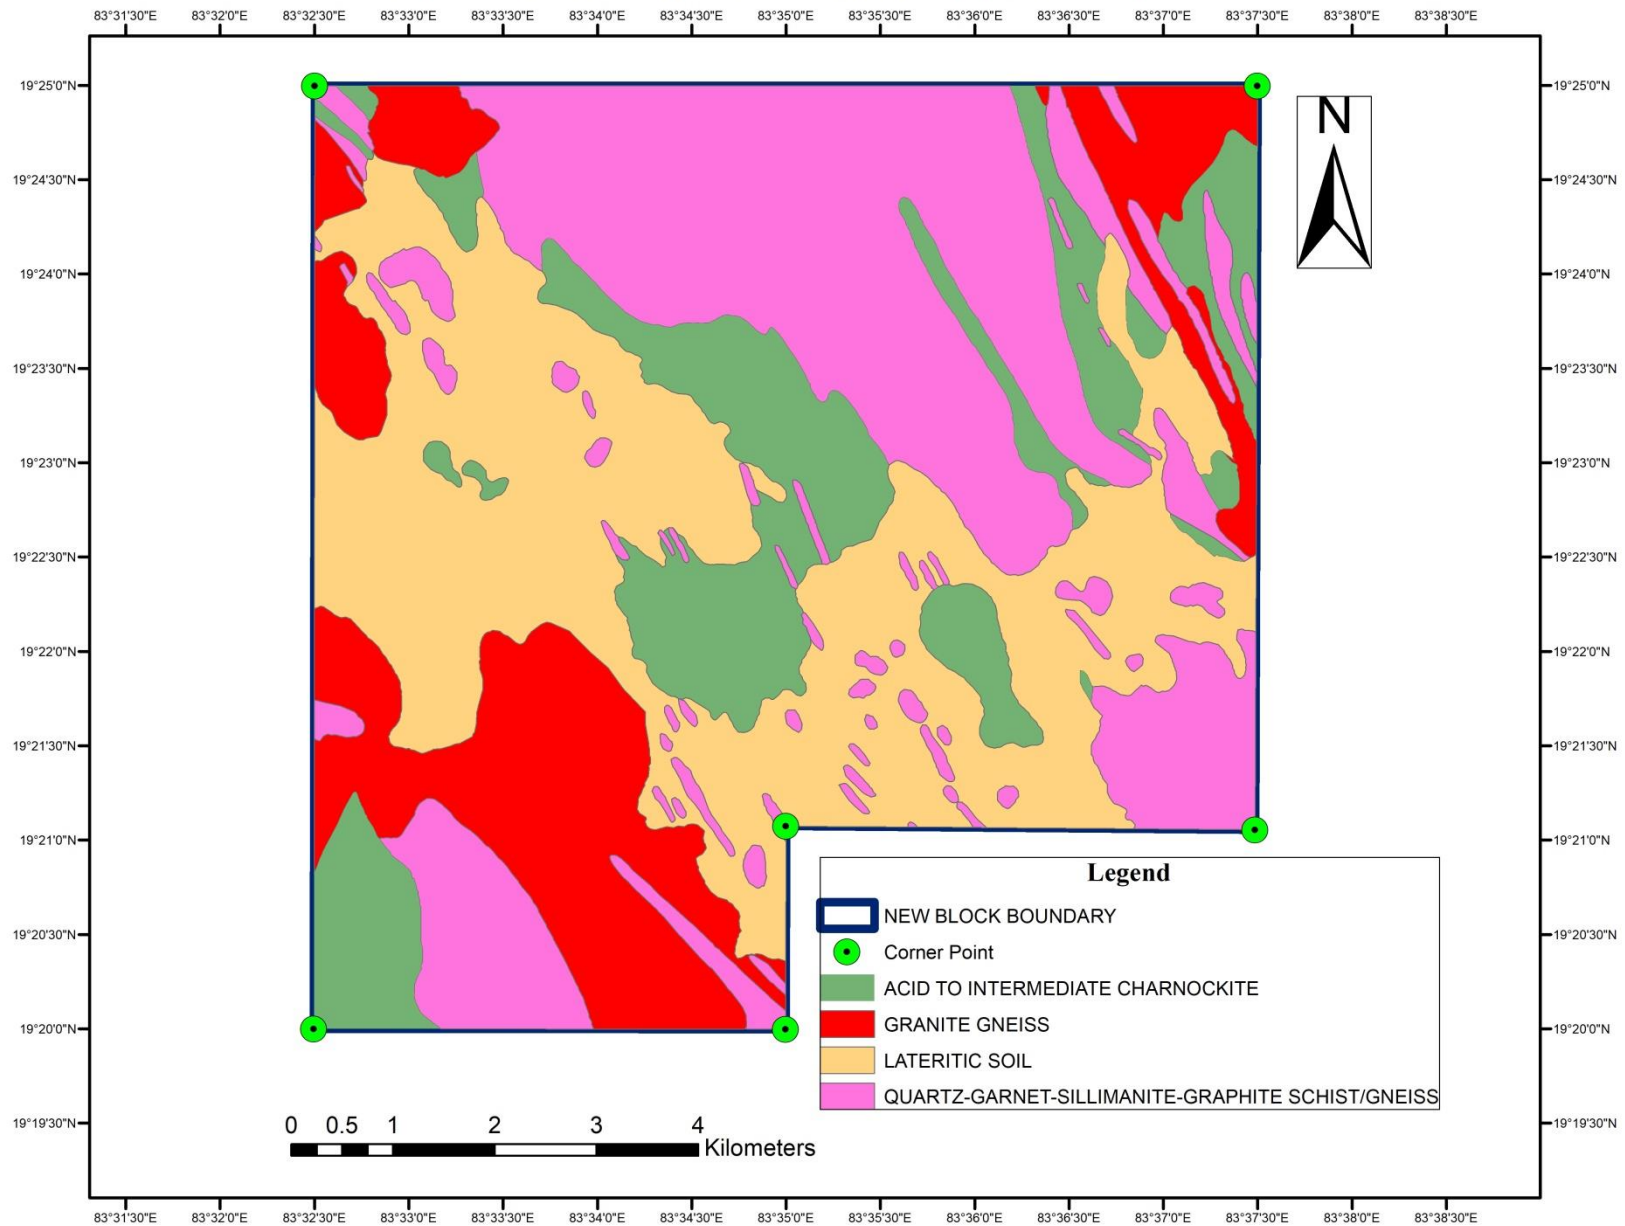 83°31'30"E 83°32'0"E 83°32'30"E 83°33'0"E 83°33'30"E 83°34'0"E 83°34'30"E 83°35'0"E 83°35'30"E 83°36'0"E 83°36'30"E 83°37'0"E 83°37'30"E 83°38'0"E 83°38'30"E
19°25'0"N 19°25'0"N
N
19°24'30"N 19°24'30"N
19°24'0"N 19°24'0"N
19°23'30"N 19°23'30"N
19°23'0"N 19°23'0"N
19°22'30"N 19°22'30"N
19°22'0"N 19°22'0"N
19°21'30"N 19°21'30"N
19°21'0"N 19°21'0"N
Legend
NEW BLOCK BOUNDARY
19°20'30"N 19°20'30"N
Corner Point
ACID TO INTERMEDIATE CHARNOCKITE
19°20'0"N GRANITE GNEISS 19°20'0"N
LATERITIC SOIL
QUARTZ-GARNET-SILLIMANITE-GRAPHITE SCHIST/GNEISS
19°19'30"N 19°19'30"N
0 0.5 1 2 3 4
Kilometers
83°31'30"E 83°32'0"E 83°32'30"E 83°33'0"E 83°33'30"E 83°34'0"E 83°34'30"E 83°35'0"E 83°35'30"E 83°36'0"E 83°36'30"E 83°37'0"E 83°37'30"E 83°38'0"E 83°38'30"E